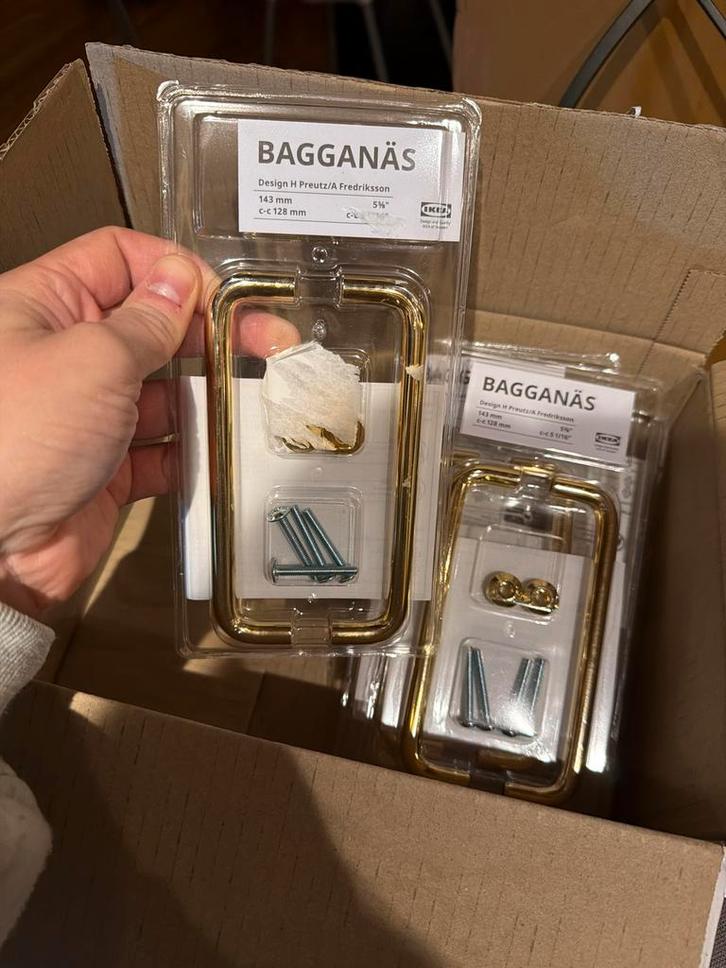 BAGGANÄS
Design H Preutz/A Fredriksson
143 mm 5⅝"
c-c 128 mm
IKEA
BAGGANÄS
Design H Preutz/A Fredriksson
143 mm 5⅝"
c-c 128 mm c-c 5 1/16"
IKEA